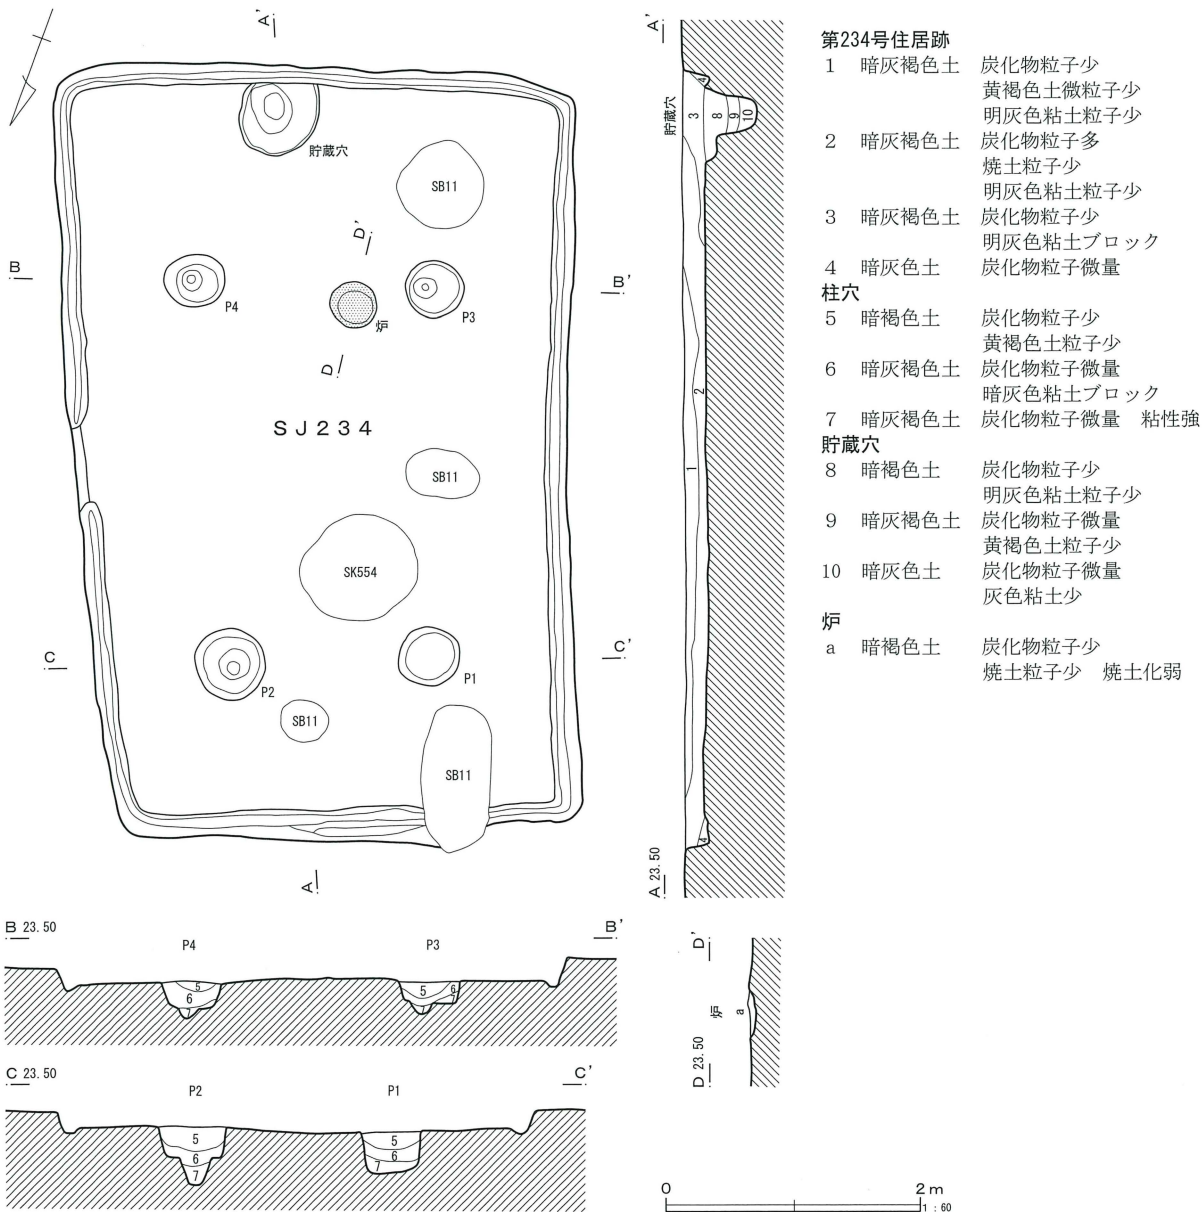 A'
貯蔵穴
SB11
D'
B
B'
P4
炉
P3
D
SJ234
SB11
SK554
C
C'
P2
P1
SB11
SB11
A
A'
貯蔵穴
4
3 8 9 10
2
1
4
A 23.50
第234号住居跡
1 暗灰褐色土 炭化物粒子少
黄褐色土微粒子少
明灰色粘土粒子少
2 暗灰褐色土 炭化物粒子多
焼土粒子少
明灰色粘土粒子少
3 暗灰褐色土 炭化物粒子少
明灰色粘土ブロック
4 暗灰色土 炭化物粒子微量
柱穴
5 暗褐色土 炭化物粒子少
黄褐色土粒子少
6 暗灰褐色土 炭化物粒子微量
暗灰色粘土ブロック
7 暗灰褐色土 炭化物粒子微量 粘性強
貯蔵穴
8 暗褐色土 炭化物粒子少
明灰色粘土粒子少
9 暗灰褐色土 炭化物粒子微量
黄褐色土粒子少
10 暗灰色土 炭化物粒子微量
灰色粘土少
炉
a 暗褐色土 炭化物粒子少
焼土粒子少 焼土化弱
B 23.50
B'
P4
P3
5
6
7
5 6
7
C 23.50
C'
P2
P1
5
6
7
5
6
7
D'
炉
a
D 23.50
0 2m
1:60